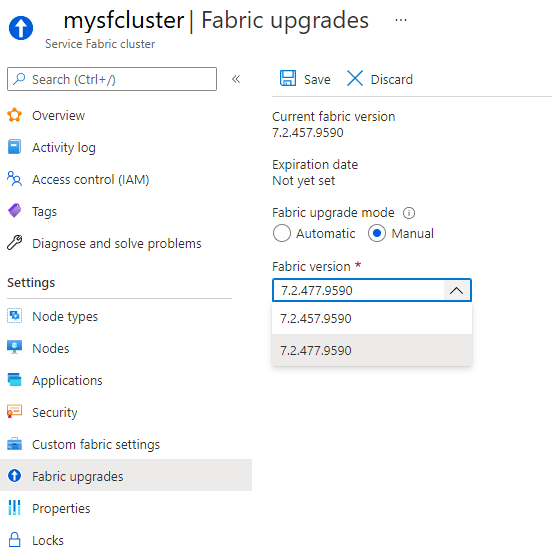 mysfcluster | Fabric upgrades ...
Service Fabric cluster
Search (Ctrl+/)
«
Overview
Activity log
Access control (IAM)
Tags
Diagnose and solve problems
Settings
Node types
Nodes
Applications
Security
Custom fabric settings
Fabric upgrades
Properties
Locks
Save Discard
Current fabric version
7.2.457.9590
Expiration date
Not yet set
Fabric upgrade mode
Automatic Manual
Fabric version *
7.2.477.9590
7.2.457.9590
7.2.477.9590